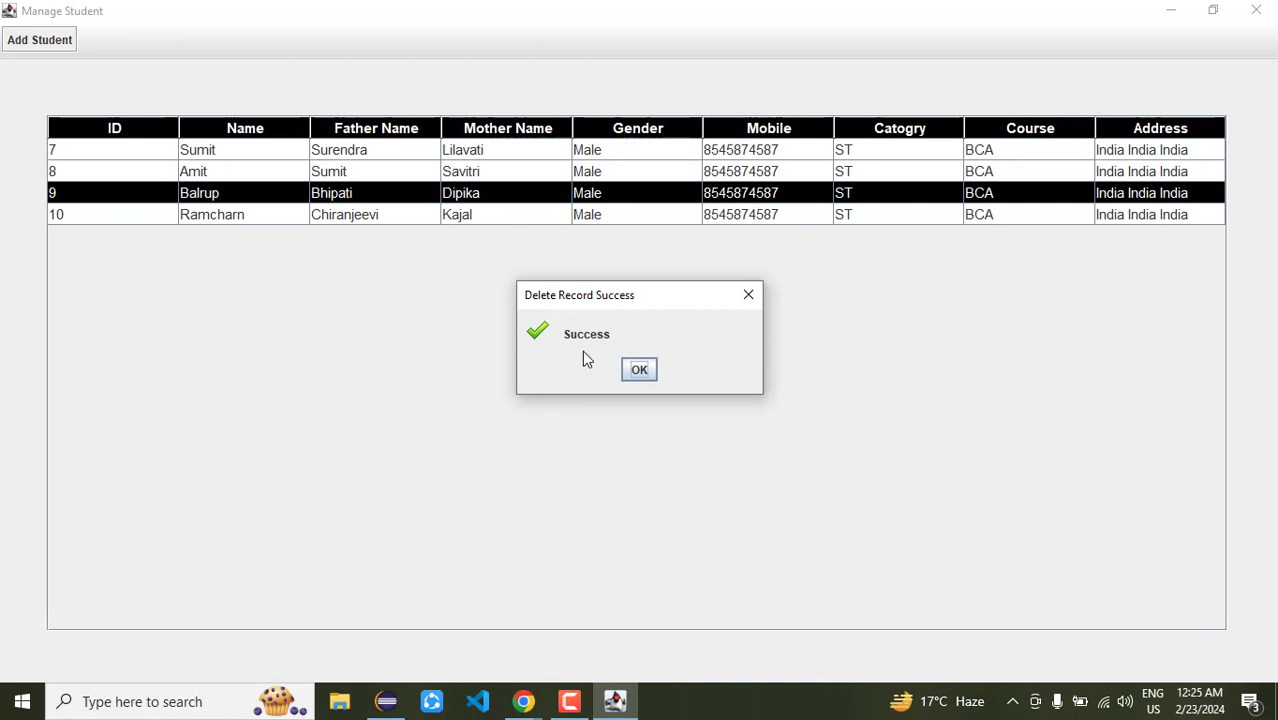 Manage Student
Add Student
ID Name Father Name Mother Name Gender Mobile Catogry Course Address
7 Sumit Surendra Lilavati Male 8545874587 ST BCA India India India
8 Amit Sumit Savitri Male 8545874587 ST BCA India India India
9 Balrup Bhipati Dipika Male 8545874587 ST BCA India India India
10 Ramcharn Chiranjeevi Kajal Male 8545874587 ST BCA India India India
Delete Record Success
Success
OK
Type here to search
17°C Haze
ENG
US
12:25 AM
2/23/2024
3